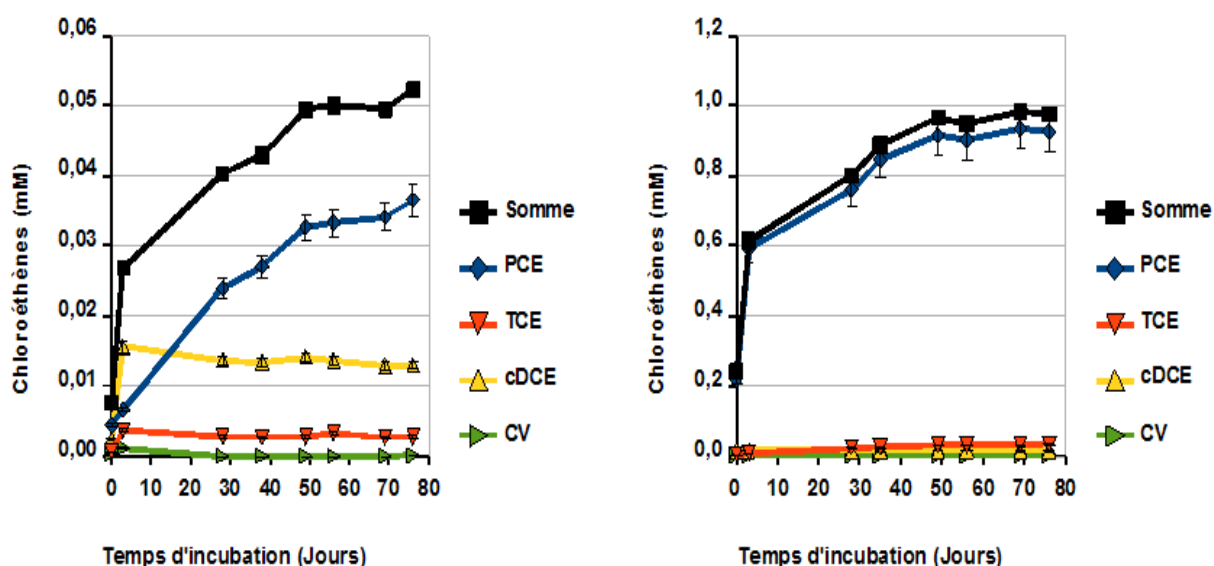 0,06
0,05
0,04
0,03
0,02
0,01
0,00
Chloroéthènes (mM)
0 10 20 30 40 50 60 70 80
Temps d'incubation (Jours)
Somme
PCE
TCE
cDCE
CV
1,2
1,0
0,8
0,6
0,4
0,2
0,0
Chloroéthènes (mM)
0 10 20 30 40 50 60 70 80
Temps d'incubation (Jours)
Somme
PCE
TCE
cDCE
CV